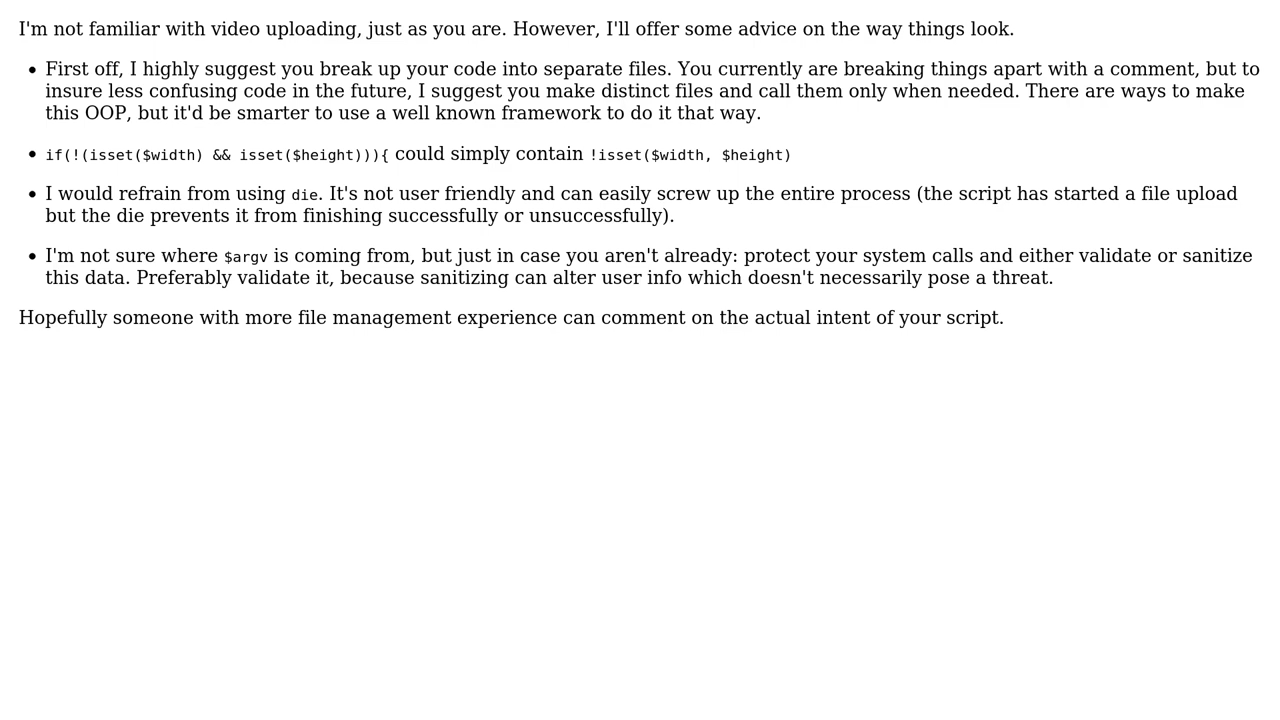 I'm not familiar with video uploading, just as you are. However, I'll offer some advice on the way things look.
• First off, I highly suggest you break up your code into separate files. You currently are breaking things apart with a comment, but to
insure less confusing code in the future, I suggest you make distinct files and call them only when needed. There are ways to make
this OOP, but it'd be smarter to use a well known framework to do it that way.
• if(!(isset($width) && isset($height))){ could simply contain !isset($width, $height)
• I would refrain from using die. It's not user friendly and can easily screw up the entire process (the script has started a file upload
but the die prevents it from finishing successfully or unsuccessfully).
• I'm not sure where $argv is coming from, but just in case you aren't already: protect your system calls and either validate or sanitize
this data. Preferably validate it, because sanitizing can alter user info which doesn't necessarily pose a threat.
Hopefully someone with more file management experience can comment on the actual intent of your script.